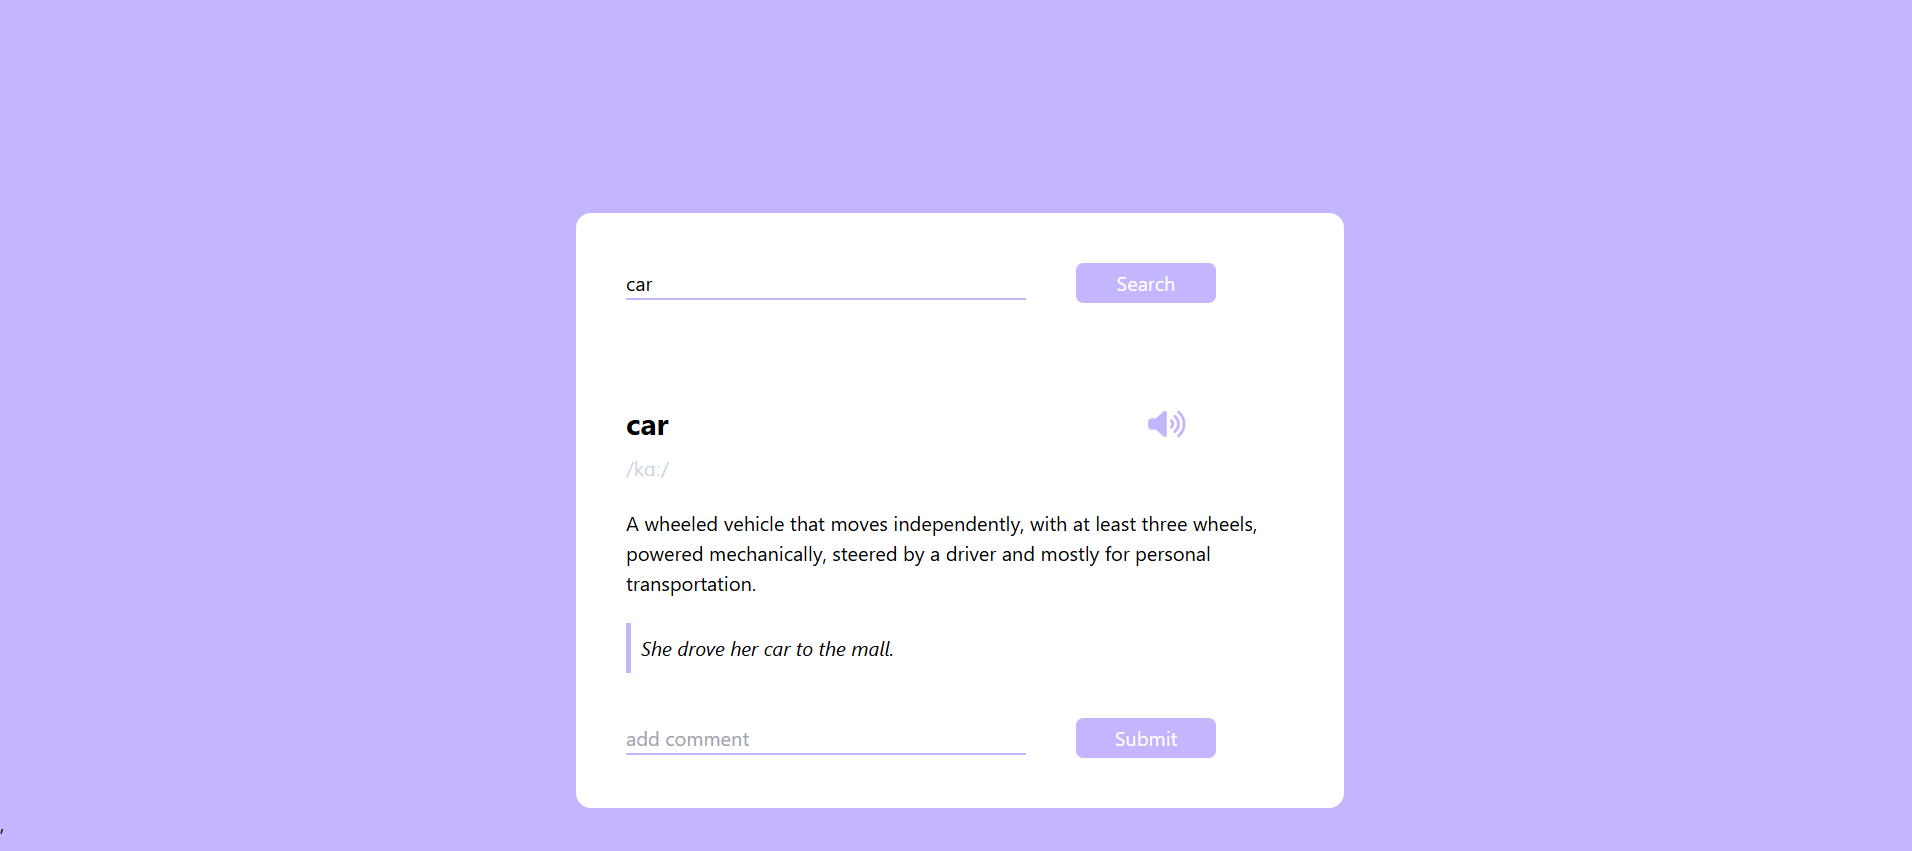 car
Search
car
/kɑː/
A wheeled vehicle that moves independently, with at least three wheels,
powered mechanically, steered by a driver and mostly for personal
transportation.
She drove her car to the mall.
add comment
Submit
,